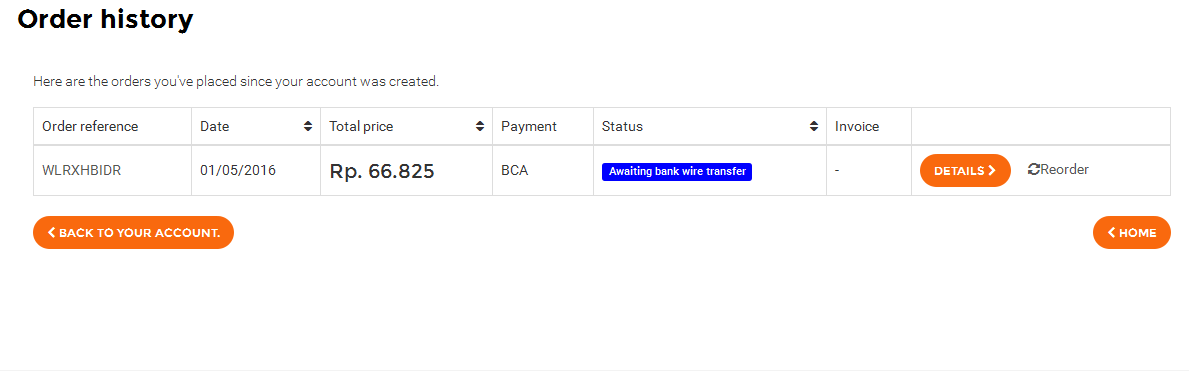 Order history
Here are the orders you've placed since your account was created.
Order reference Date Total price Payment Status Invoice
WLRXHBIDR 01/05/2016 Rp. 66.825 BCA Awaiting bank wire transfer - DETAILS Reorder
BACK TO YOUR ACCOUNT. HOME